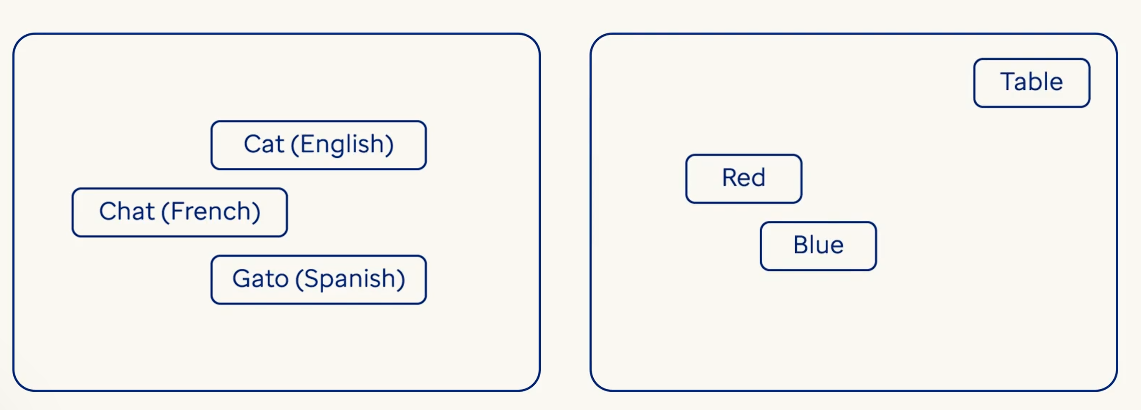 Cat (English)
Chat (French)
Gato (Spanish)
Table
Red
Blue